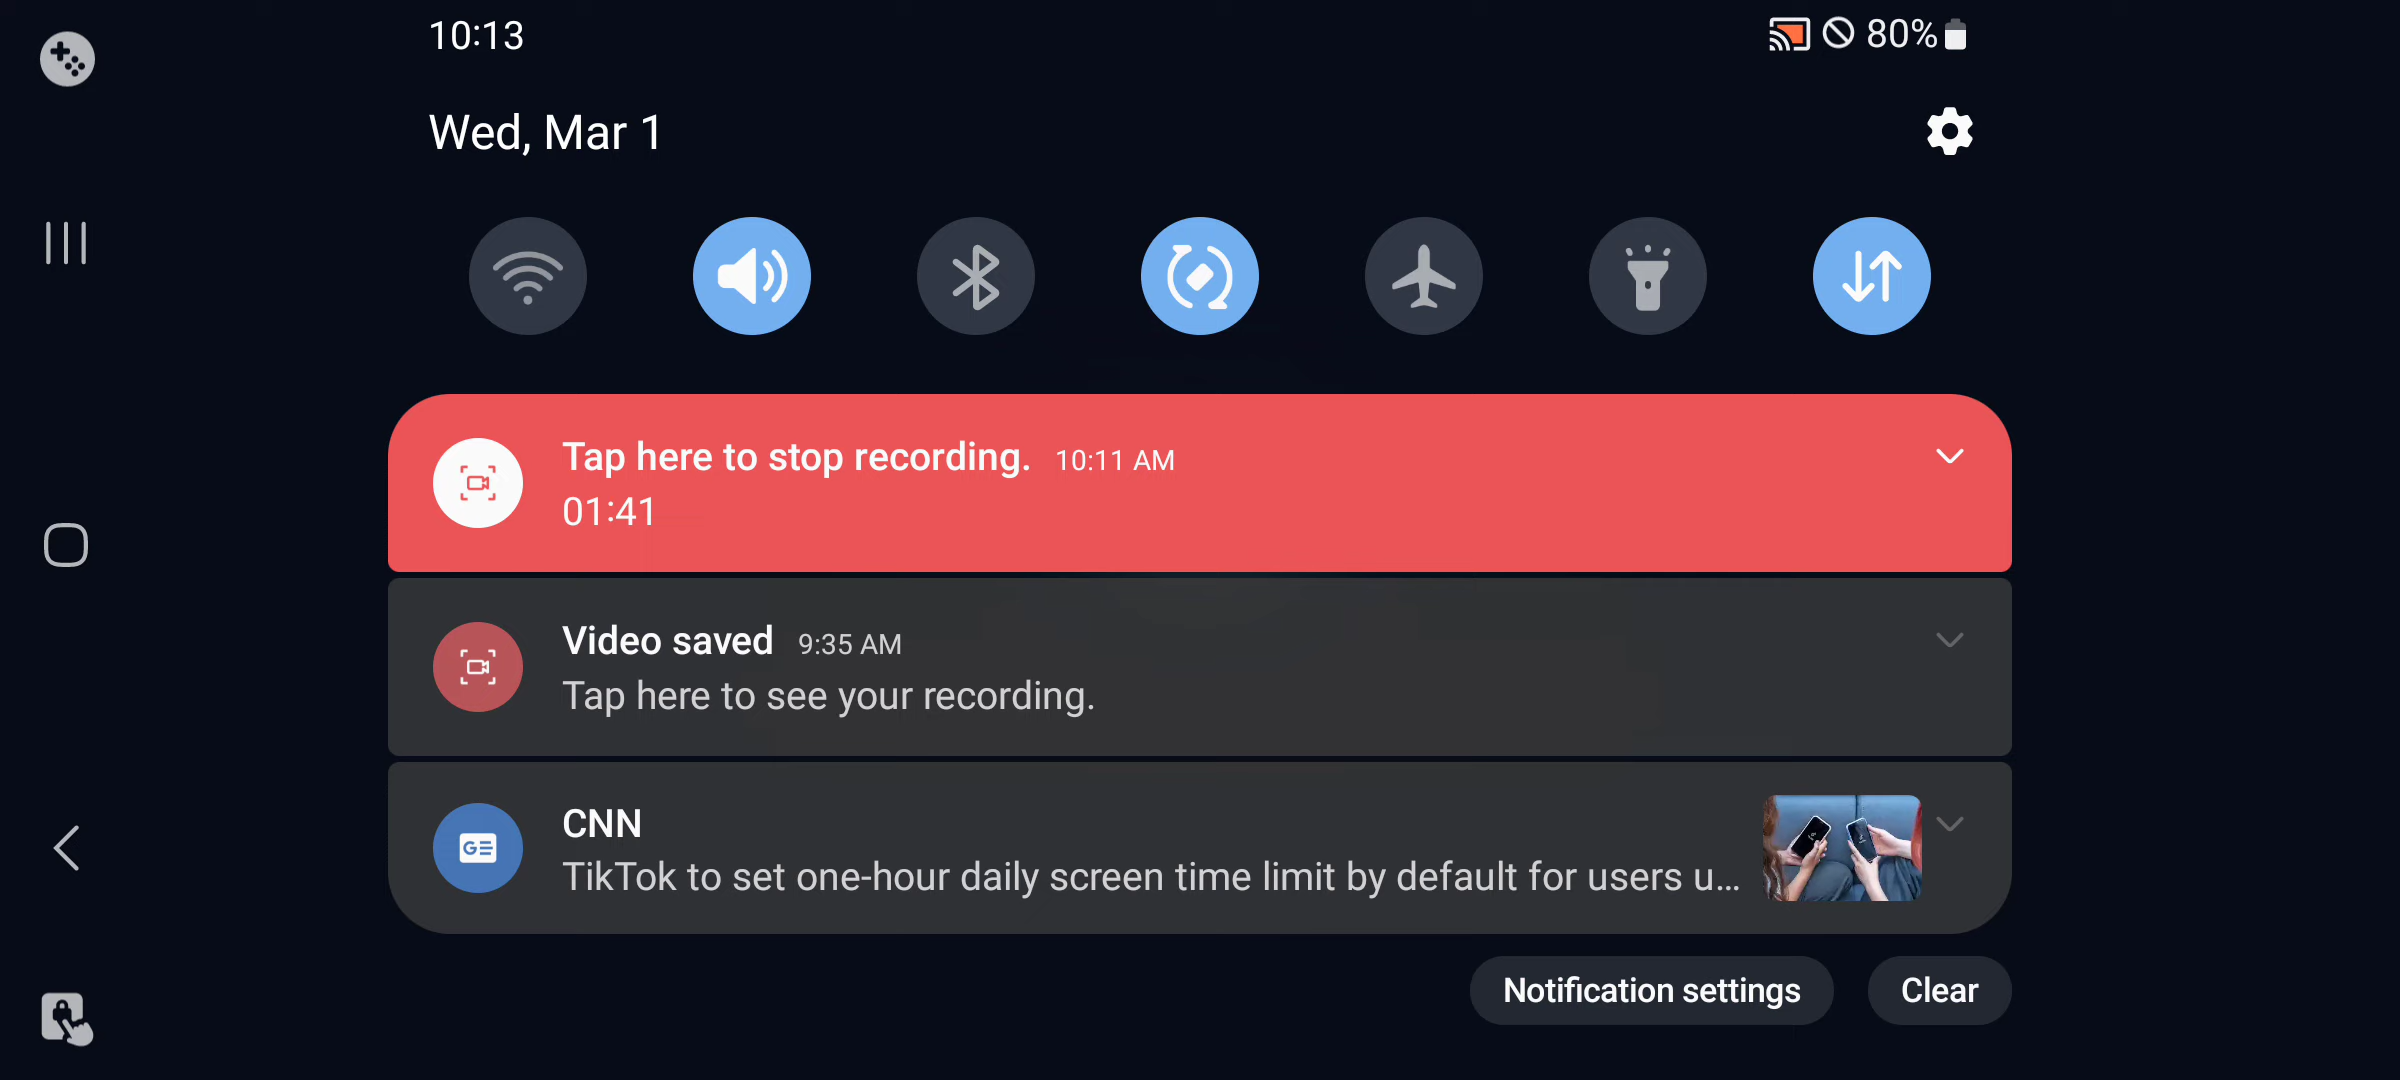 10:13
80%
Wed, Mar 1
Tap here to stop recording. 10:11 AM
01:41
Video saved 9:35 AM
Tap here to see your recording.
CNN
TikTok to set one-hour daily screen time limit by default for users u...
Notification settings
Clear